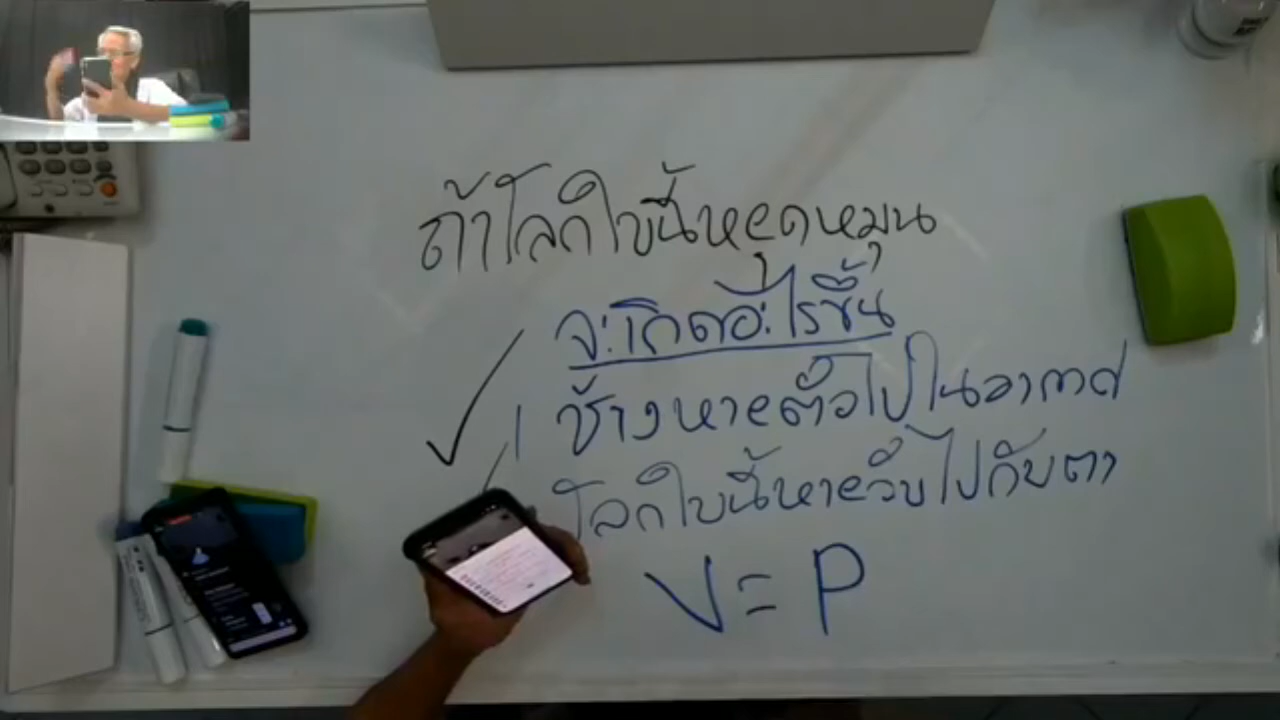 ถ้าโลกใบนี้หยุดหมุน
จะเกิดอะไรขึ้น
ช้างหายตัวไปในอากาศ
โลกใบนี้หายวับไปกับตา
V = P